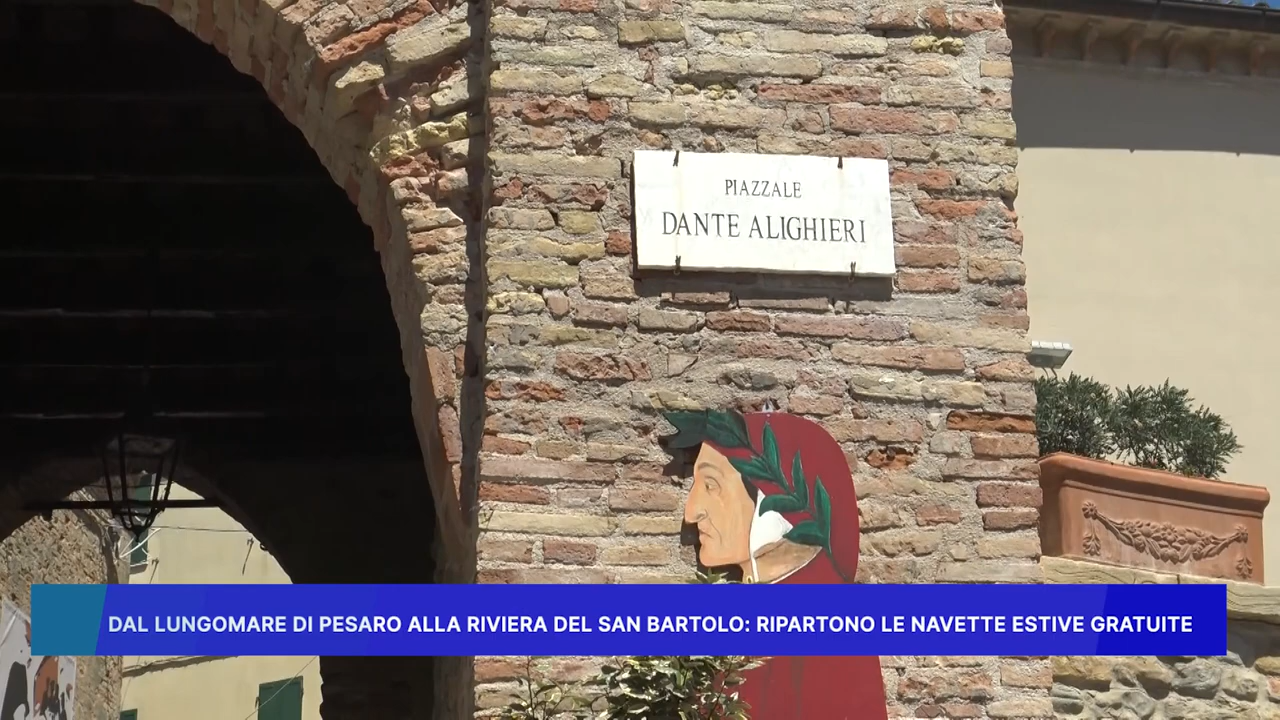 PIAZZALE
DANTE ALIGHIERI
DAL LUNGOMARE DI PESARO ALLA RIVIERA DEL SAN BARTOLO: RIPARTONO LE NAVETTE ESTIVE GRATUITE